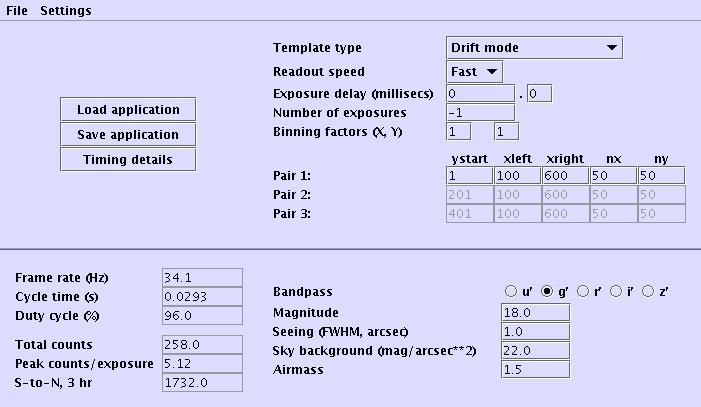 File Settings
Template type Drift mode
Readout speed Fast
Exposure delay (millisecs) 0 . 0
Number of exposures -1
Binning factors (X, Y) 1 1
Load application
Save application
Timing details
ystart xleft xright nx ny
Pair 1: 1 100 600 50 50
Pair 2: 201 100 600 50 50
Pair 3: 401 100 600 50 50
Frame rate (Hz) 34.1
Cycle time (s) 0.0293
Duty cycle (%) 96.0
Total counts 258.0
Peak counts/exposure 5.12
S-to-N, 3 hr 1732.0
Bandpass u' g' r' i' z'
Magnitude 18.0
Seeing (FWHM, arcsec) 1.0
Sky background (mag/arcsec**2) 22.0
Airmass 1.5